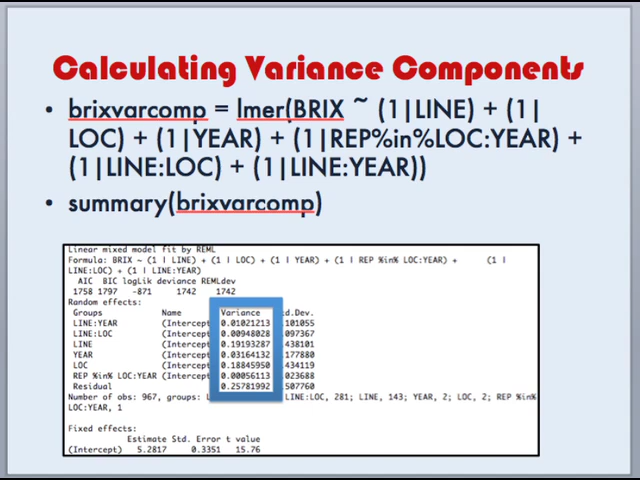 Calculating Variance Components
• brixvarcomp = lmer(BRIX ~ (1|LINE) + (1|
LOC) + (1|YEAR) + (1|REP%in%LOC:YEAR) +
(1|LINE:LOC) + (1|LINE:YEAR))
• summary(brixvarcomp)
Linear mixed model fit by REML
Formula: BRIX ~ (1 | LINE) + (1 | LOC) + (1 | YEAR) + (1 | REP %in% LOC:YEAR) + (1 |
LINE:LOC) + (1 | LINE:YEAR)
AIC BIC logLik deviance REMLdev
1758 1797 -871 1742 1742
Random effects:
Groups Name Variance td.Dev.
LINE:YEAR (Intercept 0.01021213 .101055
LINE:LOC (Intercept 0.00948028 .097367
LINE (Intercept 0.19193287 .438101
YEAR (Intercept 0.03164132 .177880
LOC (Intercept 0.18845950 .434119
REP %in% LOC:YEAR (Intercept 0.00056113 .023688
Residual 0.25781992 .507760
Number of obs: 967, groups: L LINE:LOC, 281; LINE, 143; YEAR, 2; LOC, 2; REP %in%
LOC:YEAR, 1
Fixed effects:
Estimate Std. Error t value
(Intercept) 5.2817 0.3351 15.76